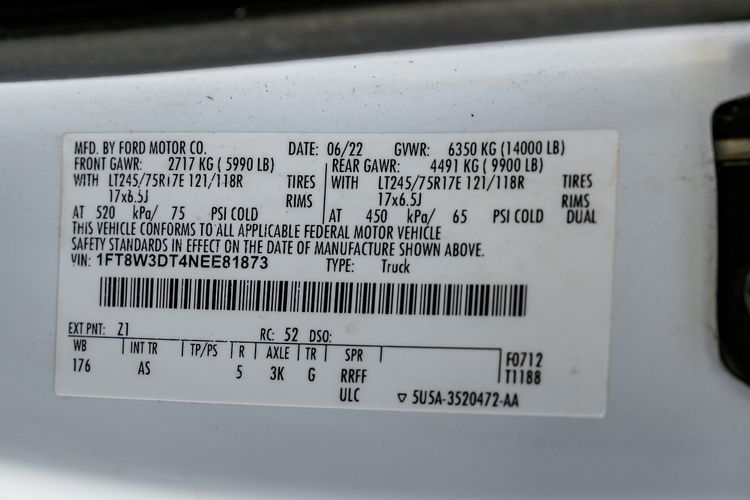 MFD. BY FORD MOTOR CO. DATE: 06/22 GVWR: 6350 KG (14000 LB)
FRONT GAWR: 2717 KG ( 5990 LB) REAR GAWR: 4491 KG ( 9900 LB)
WITH LT245/75R17E 121/118R TIRES WITH LT245/75R17E 121/118R TIRES
17x6.5J RIMS 17x6.5J RIMS
AT 520 kPa/ 75 PSI COLD AT 450 kPa/ 65 PSI COLD DUAL
THIS VEHICLE CONFORMS TO ALL APPLICABLE FEDERAL MOTOR VEHICLE
SAFETY STANDARDS IN EFFECT ON THE DATE OF MANUFACTURE SHOWN ABOVE.
VIN: 1FT8W3DT4NEE81873 TYPE: Truck
EXT PNT: Z1 RC: 52 DSO:
WB INT TR TP/PS R AXLE TR SPR F0712
176 AS 5 3K G RRFF T1188
ULC 5U5A-3520472-AA